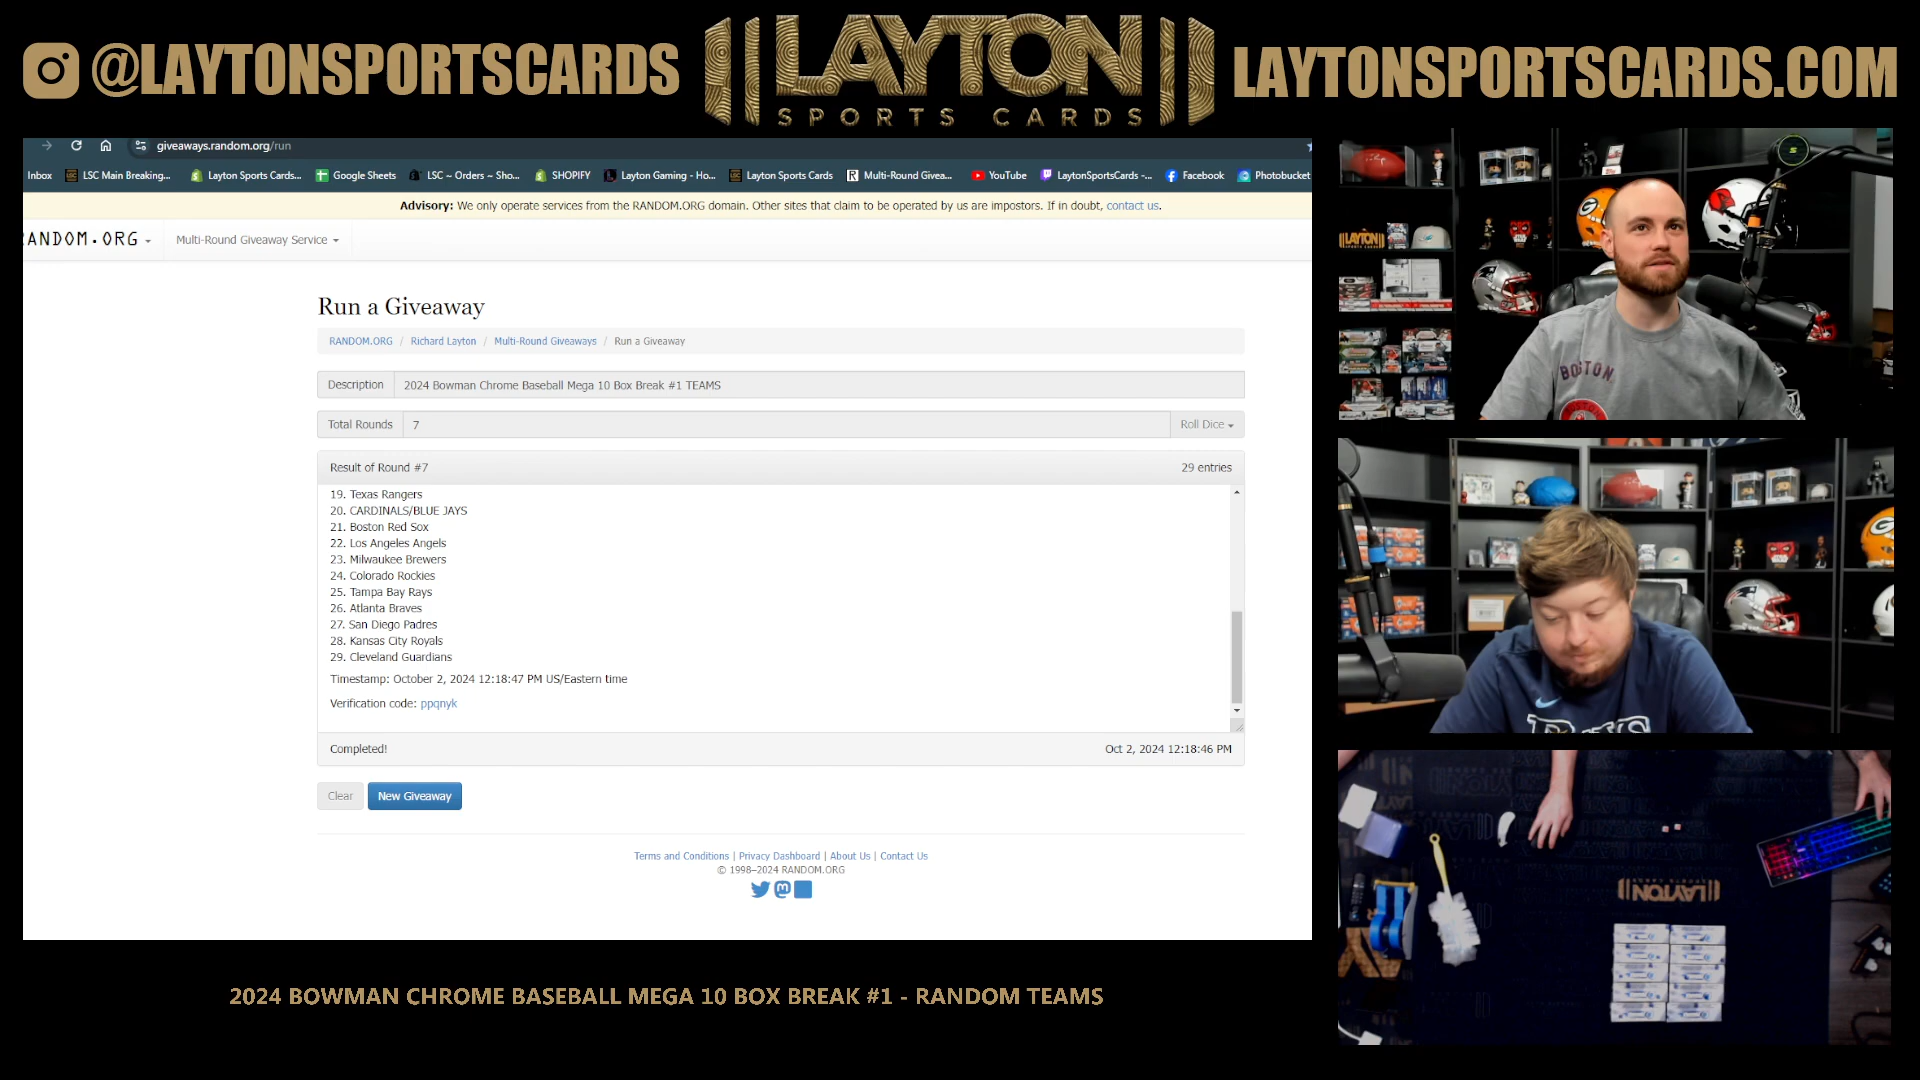 @LAYTONSPORTSCARDS
LAYTON
SPORTS CARDS
LAYTONSPORTSCARDS.COM
giveaways.random.org/run
Inbox
LSC Main Breaking...
Layton Sports Cards...
Google Sheets
LSC ~ Orders ~ Sho...
SHOPIFY
Layton Gaming - Ho...
Layton Sports Cards
Multi-Round Givea...
YouTube
LaytonSportsCards -...
Facebook
Photobucket
Advisory: We only operate services from the RANDOM.ORG domain. Other sites that claim to be operated by us are impostors. If in doubt, contact us.
RANDOM.ORG
Multi-Round Giveaway Service
Run a Giveaway
RANDOM.ORG / Richard Layton / Multi-Round Giveaways / Run a Giveaway
Description 2024 Bowman Chrome Baseball Mega 10 Box Break #1 TEAMS
Total Rounds 7 Roll Dice
Result of Round #7 29 entries
19. Texas Rangers
20. CARDINALS/BLUE JAYS
21. Boston Red Sox
22. Los Angeles Angels
23. Milwaukee Brewers
24. Colorado Rockies
25. Tampa Bay Rays
26. Atlanta Braves
27. San Diego Padres
28. Kansas City Royals
29. Cleveland Guardians
Timestamp: October 2, 2024 12:18:47 PM US/Eastern time
Verification code: ppqnyk
Completed! Oct 2, 2024 12:18:46 PM
Clear
New Giveaway
Terms and Conditions | Privacy Dashboard | About Us | Contact Us
© 1998–2024 RANDOM.ORG
2024 BOWMAN CHROME BASEBALL MEGA 10 BOX BREAK #1 - RANDOM TEAMS
LAYTON
BOSTON
LAYTON